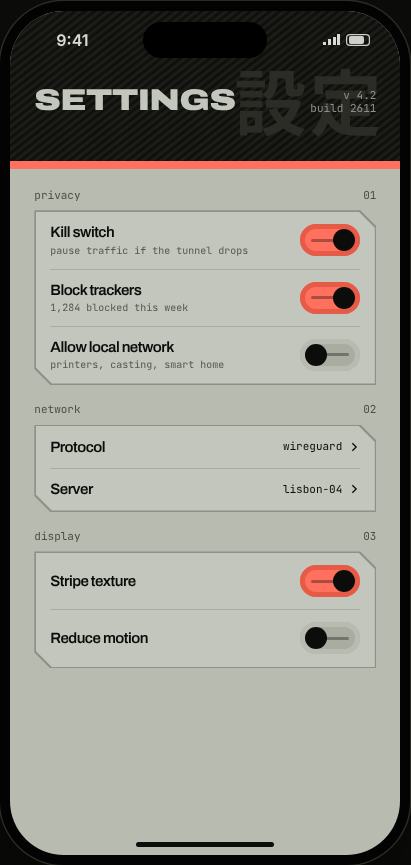 9:41
SETTINGS
設定
v 4.2
build 2611
privacy 01
Kill switch
pause traffic if the tunnel drops
Block trackers
1,284 blocked this week
Allow local network
printers, casting, smart home
network 02
Protocol wireguard
Server lisbon-04
display 03
Stripe texture
Reduce motion